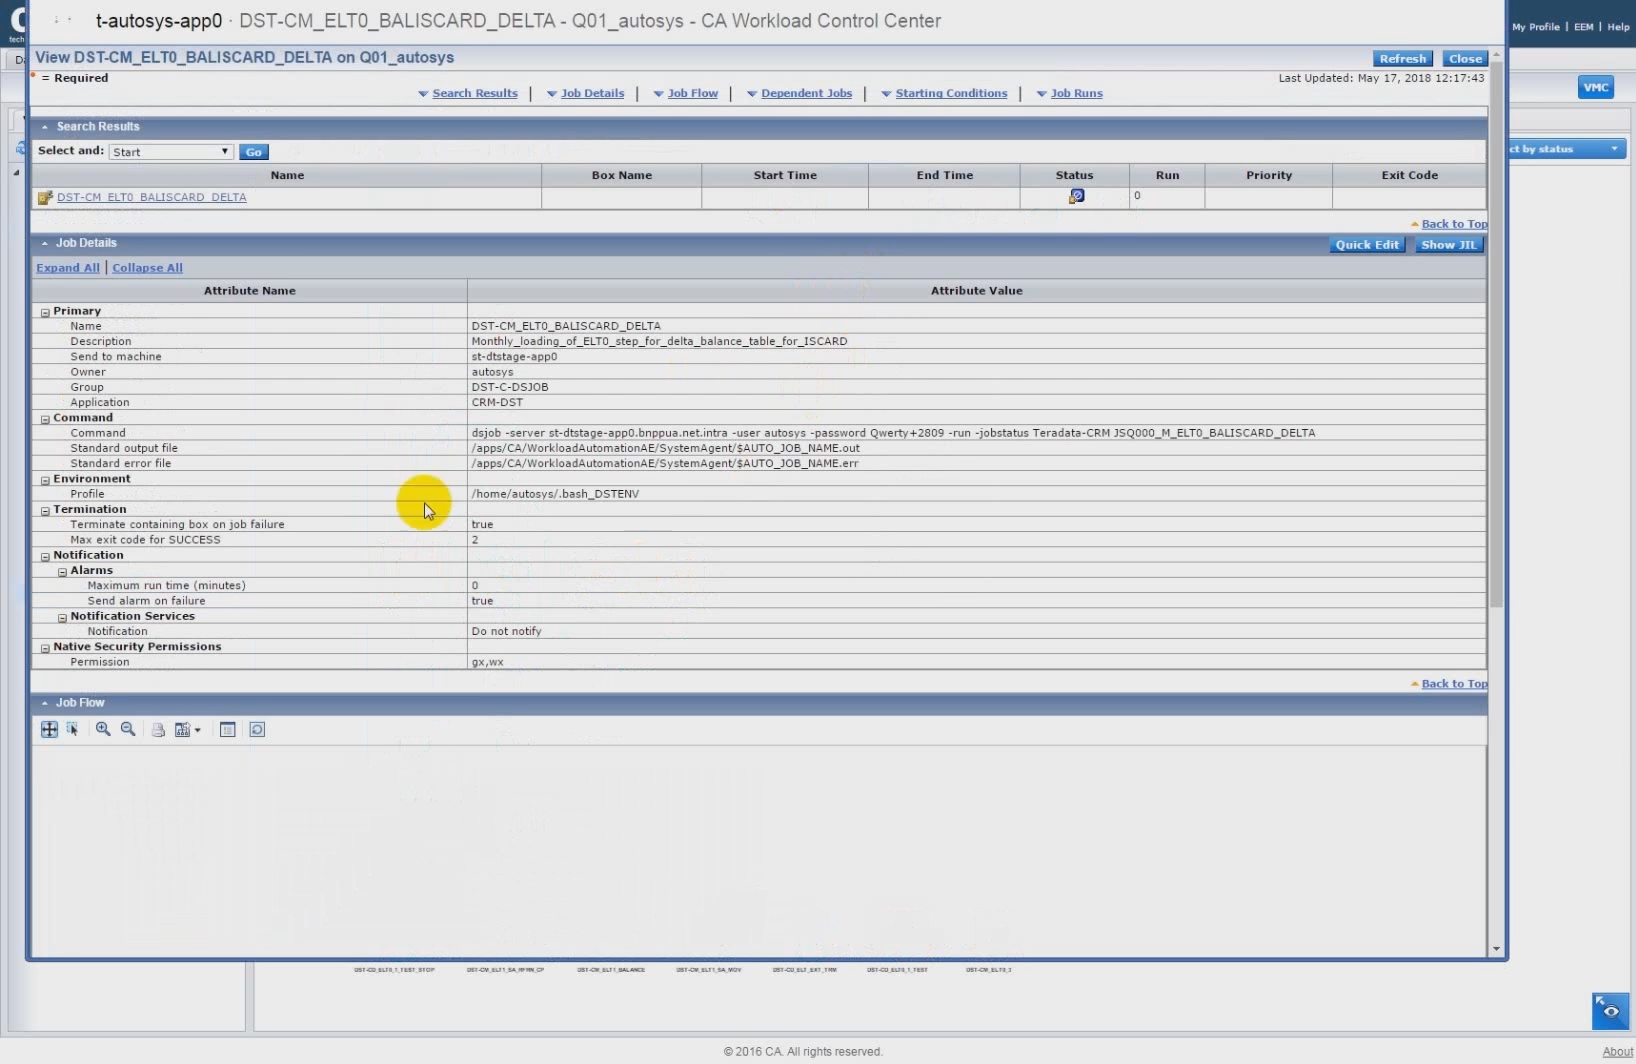 t-autosys-app0 · DST-CM_ELT0_BALISCARD_DELTA - Q01_autosys - CA Workload Control Center
My Profile | EEM | Help
tech
View DST-CM_ELT0_BALISCARD_DELTA on Q01_autosys
Refresh Close
= Required
Last Updated: May 17, 2018 12:17:43
VMC
Search Results | Job Details | Job Flow | Dependent Jobs | Starting Conditions | Job Runs
Search Results
ct by status
Select and: Start Go
Name Box Name Start Time End Time Status Run Priority Exit Code
DST-CM_ELT0_BALISCARD_DELTA 0
Back to Top
Job Details
Quick Edit Show JIL
Expand All | Collapse All
Attribute Name Attribute Value
Primary
Name DST-CM_ELT0_BALISCARD_DELTA
Description Monthly_loading_of_ELT0_step_for_delta_balance_table_for_ISCARD
Send to machine st-dtstage-app0
Owner autosys
Group DST-C-DSJOB
Application CRM-DST
Command
Command dsjob -server st-dtstage-app0.bnppua.net.intra -user autosys -password Qwerty+2809 -run -jobstatus Teradata-CRM JSQ000_M_ELT0_BALISCARD_DELTA
Standard output file /apps/CA/WorkloadAutomationAE/SystemAgent/$AUTO_JOB_NAME.out
Standard error file /apps/CA/WorkloadAutomationAE/SystemAgent/$AUTO_JOB_NAME.err
Environment
Profile /home/autosys/.bash_DSTENV
Termination
Terminate containing box on job failure true
Max exit code for SUCCESS 2
Notification
Alarms
Maximum run time (minutes) 0
Send alarm on failure true
Notification Services
Notification Do not notify
Native Security Permissions
Permission gx,wx
Back to Top
Job Flow
DST-CM_ELT1_BALANCE DST-CM_ELT1_SA_MOV DST-CD_ELT_EXT_TRM DST-CD_ELT0_1_TEST
© 2016 CA. All rights reserved.
About